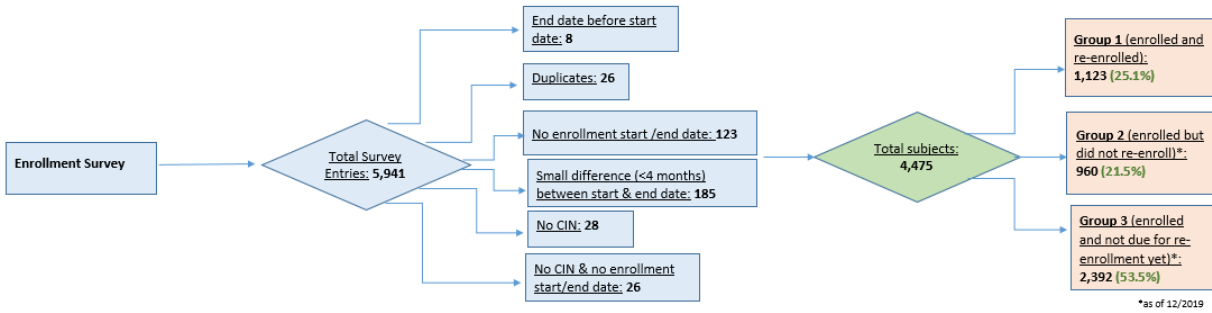 Enrollment Survey
Total Survey
Entries: 5,941
End date before start
date: 8
Duplicates: 26
No enrollment start /end date: 123
Small difference (<4 months)
between start & end date: 185
No CIN: 28
No CIN & no enrollment
start/end date: 26
Total subjects:
4,475
Group 1 (enrolled and
re-enrolled):
1,123 (25.1%)
Group 2 (enrolled but
did not re-enroll)*:
960 (21.5%)
Group 3 (enrolled
and not due for re-
enrollment yet)*:
2,392 (53.5%)
*as of 12/2019